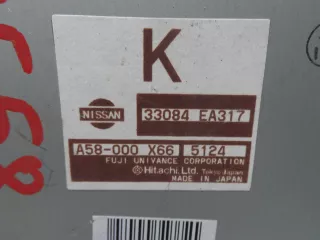 K
NISSAN
33084 EA317
A58-000 X66 5124
FUJI UNIVANCE CORPORATION
®Hitachi, Ltd. Tokyo Japan
MADE IN JAPAN